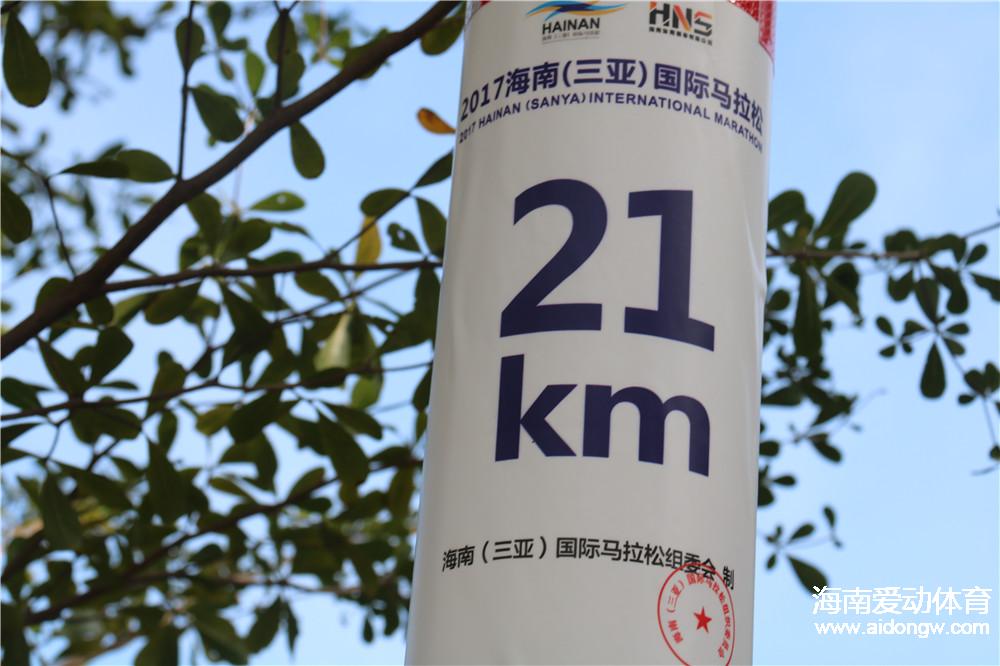 HAINAN
HNS
2017海南(三亚)国际马拉松
2017 HAINAN (SANYA) INTERNATIONAL MARATHON
21
km
海南（三亚）国际马拉松组委会 制
海南爱动体育
www.aidongw.com